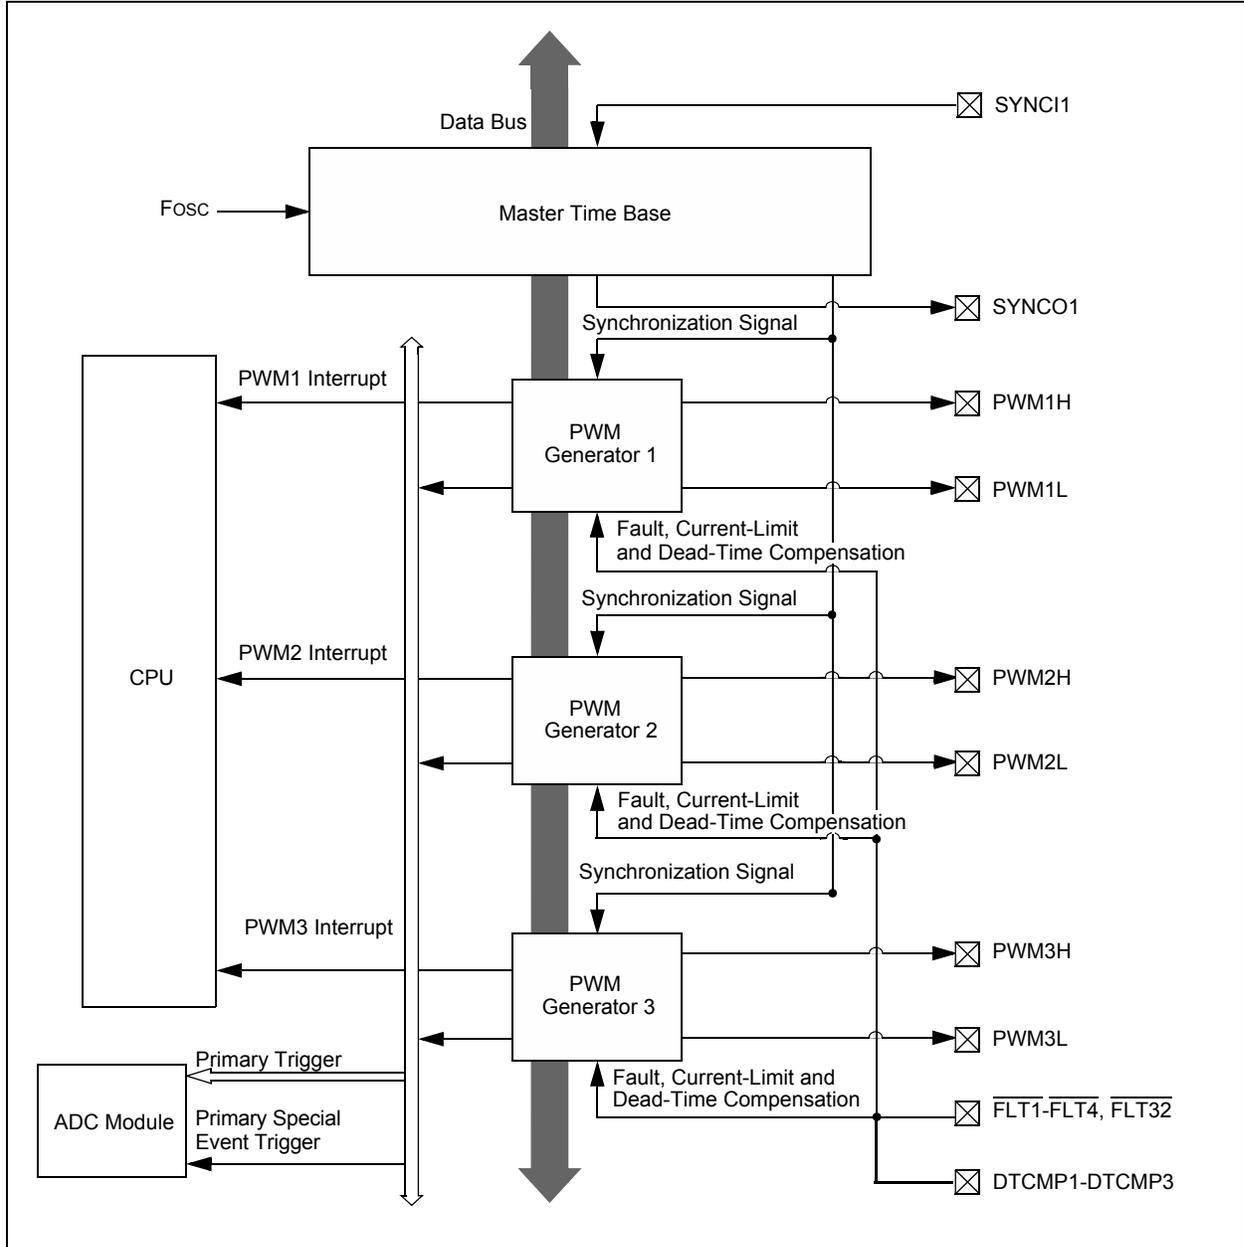 SYNCI1
Data Bus
FOSC
Master Time Base
SYNCO1
Synchronization Signal
PWM1 Interrupt
PWM1H
PWM
Generator 1
PWM1L
Fault, Current-Limit
and Dead-Time Compensation
Synchronization Signal
PWM2 Interrupt
CPU
PWM2H
PWM
Generator 2
PWM2L
Fault, Current-Limit
and Dead-Time Compensation
Synchronization Signal
PWM3 Interrupt
PWM3H
PWM
Generator 3
PWM3L
Primary Trigger
Fault, Current-Limit and
Dead-Time Compensation
FLT1-FLT4, FLT32
ADC Module
Primary Special
Event Trigger
DTCMP1-DTCMP3